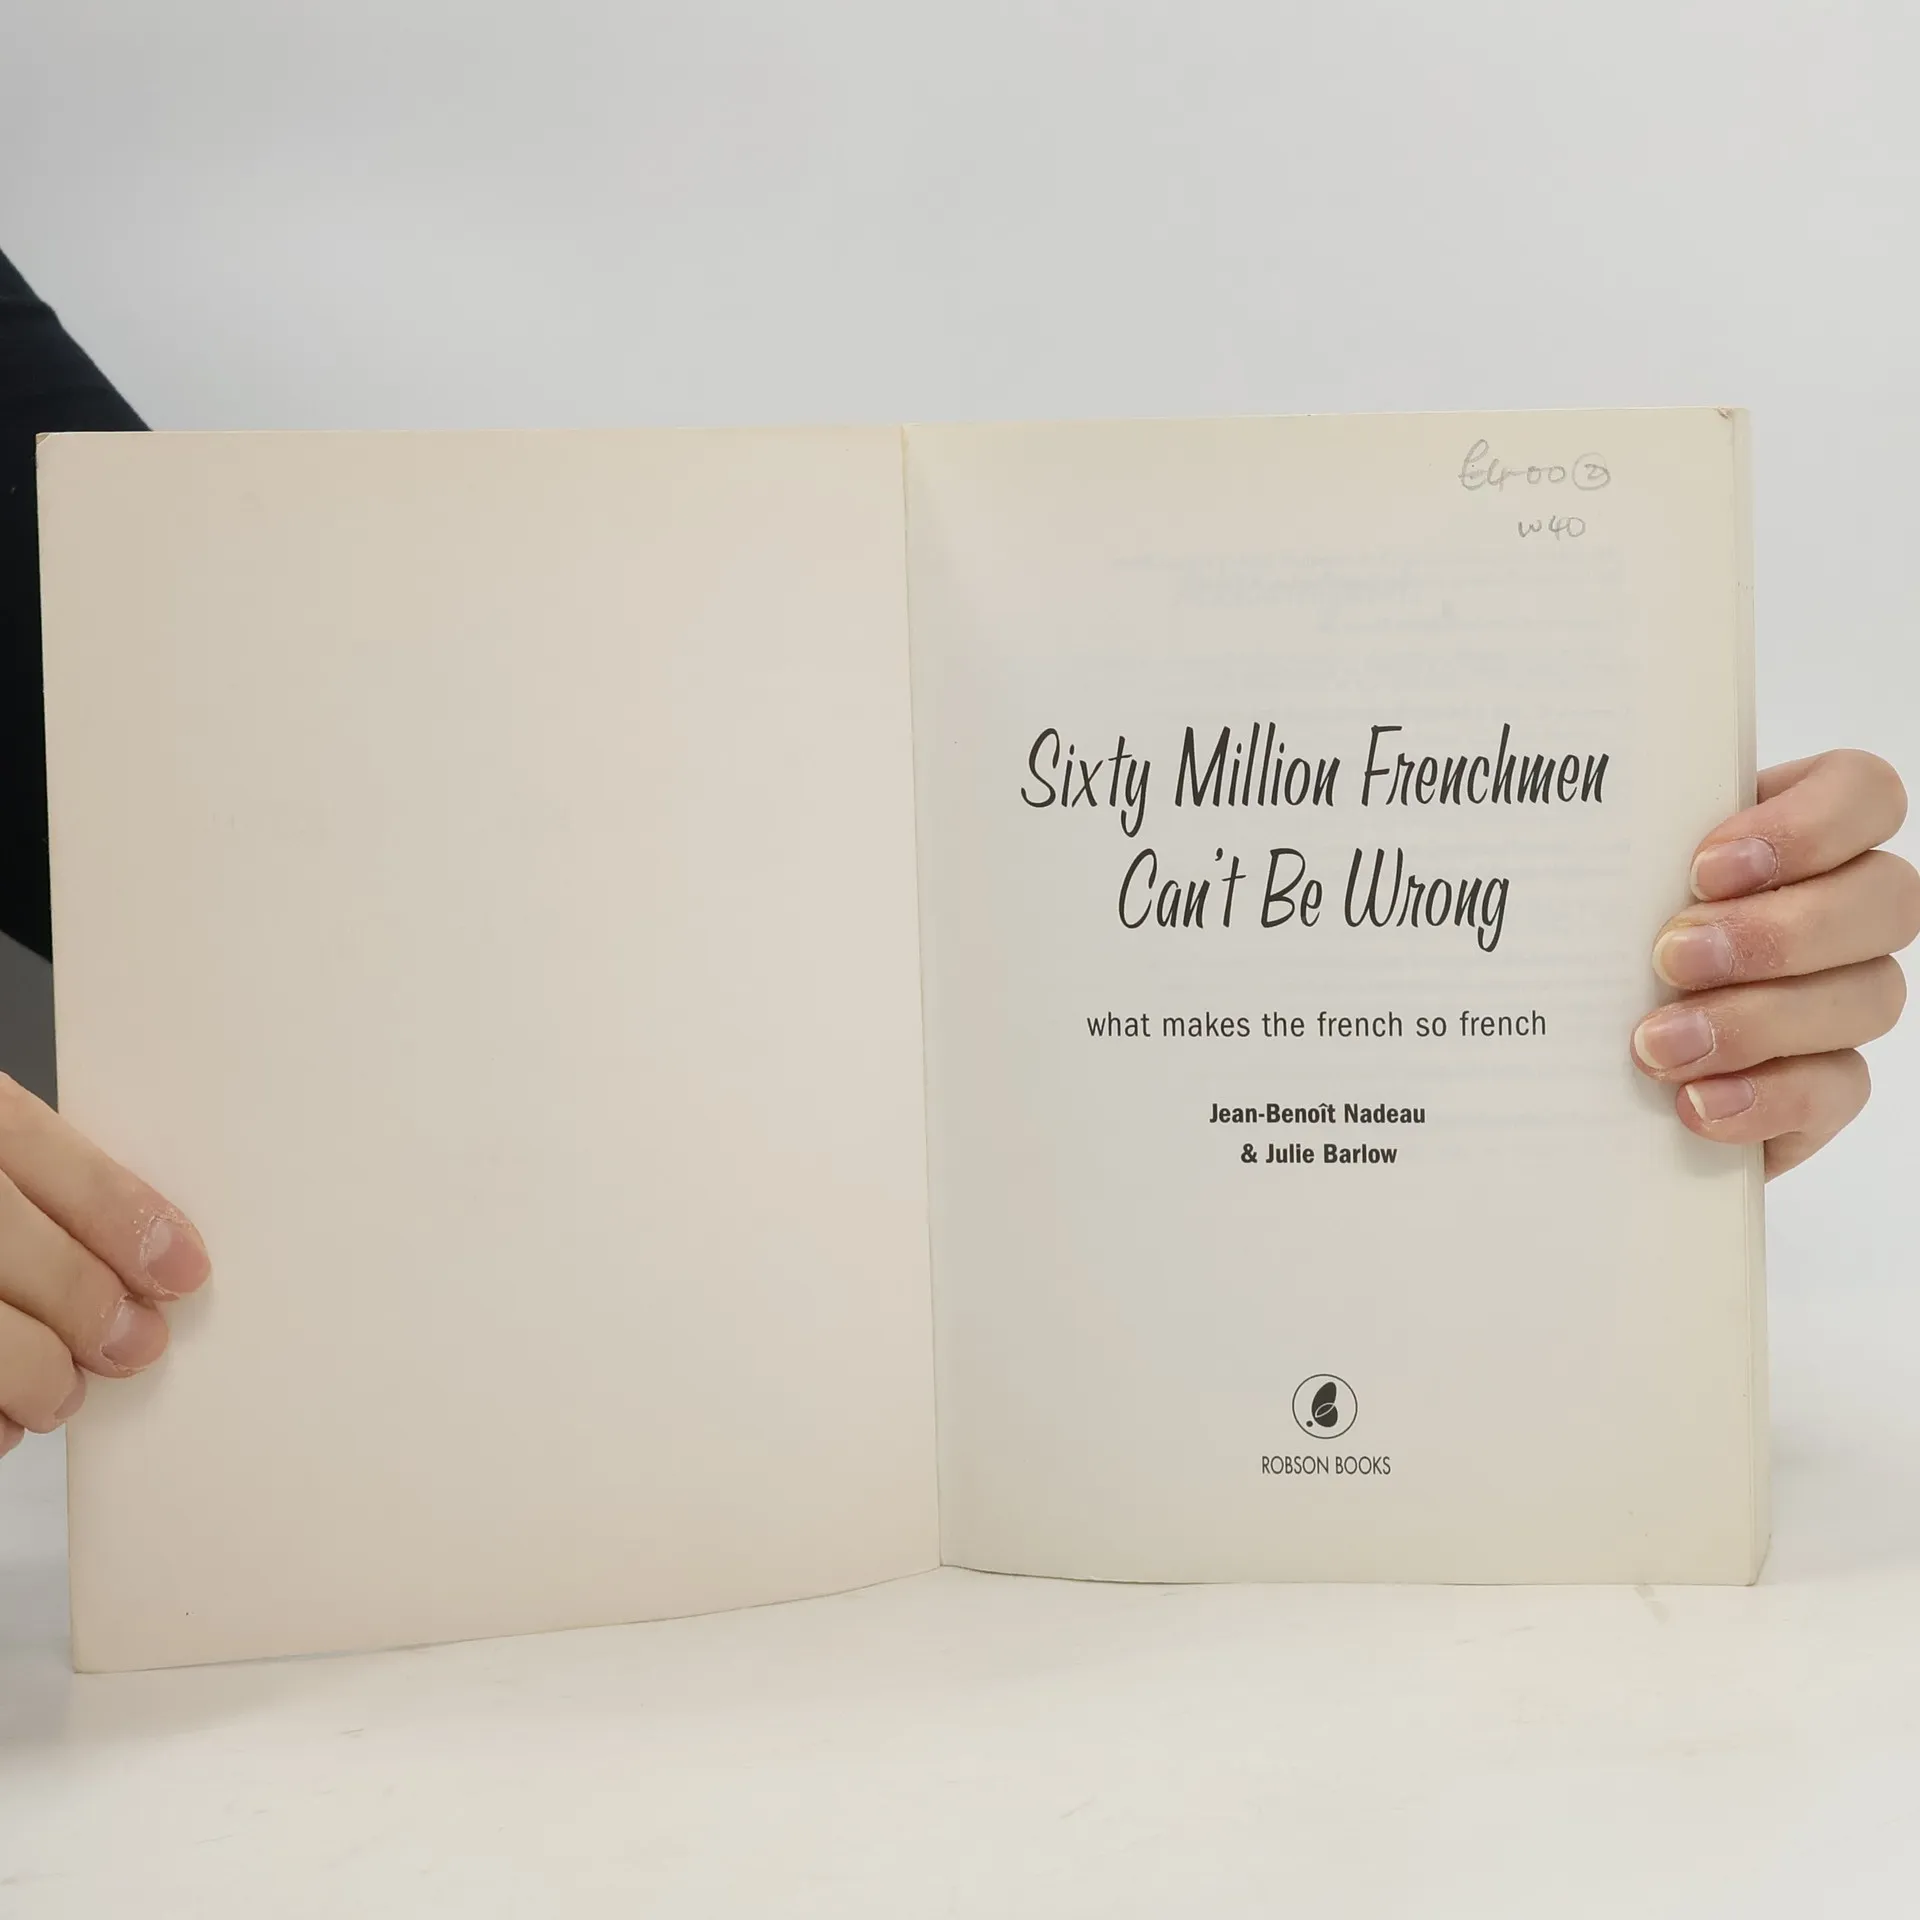 £4-00 ②
w40
Sixty Million Frenchmen
Can't Be Wrong
what makes the french so french
Jean-Benoît Nadeau
& Julie Barlow
ROBSON BOOKS